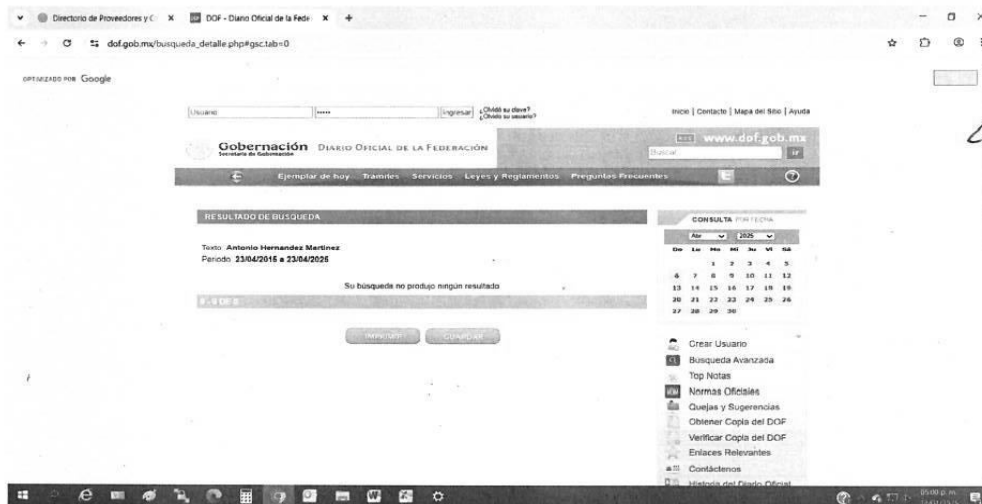 Directorio de Proveedores y C
DOF - Diario Oficial de la Fede
dof.gob.mx/busqueda_detalle.php#gsc.tab=0
OPTIMIZADO POR Google
Usuario
•••••
Ingresar
¿Olvidó su clave?
¿Olvidó su usuario?
Inicio | Contacto | Mapa del Sitio | Ayuda
Gobernación
Secretaría de Gobernación
DIARIO OFICIAL DE LA FEDERACIÓN
www.dof.gob.mx
Buscar
ir
Ejemplar de hoy Trámites Servicios Leyes y Reglamentos Preguntas Frecuentes
RESULTADO DE BUSQUEDA
Texto: Antonio Hernandez Martinez
Periodo: 23/04/2015 a 23/04/2025
Su búsqueda no produjo ningún resultado
0 - 0 DE 0
IMPRIMIR GUARDAR
CONSULTA POR FECHA
Abr 2025
Do Lu Ma Mi Ju Vi Sá
1 2 3 4 5
6 7 8 9 10 11 12
13 14 15 16 17 18 19
20 21 22 23 24 25 26
27 28 29 30
Crear Usuario
Búsqueda Avanzada
Top Notas
Normas Oficiales
Quejas y Sugerencias
Obtener Copia del DOF
Verificar Copia del DOF
Enlaces Relevantes
Contáctenos
Historia del Diario Oficial
05:00 p. m.